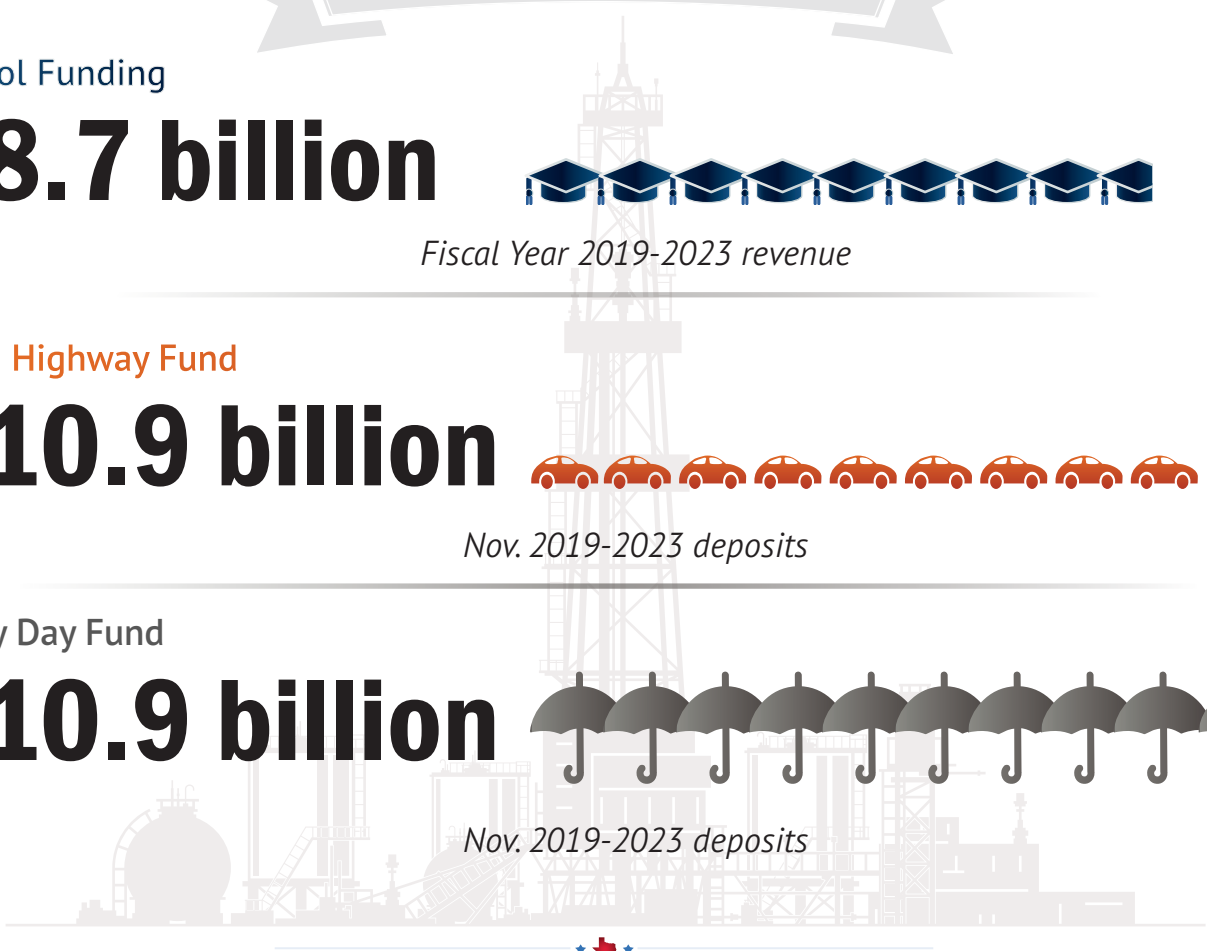 ol Funding
8.7 billion
Fiscal Year 2019-2023 revenue
Highway Fund
10.9 billion
Nov. 2019-2023 deposits
y Day Fund
10.9 billion
Nov. 2019-2023 deposits